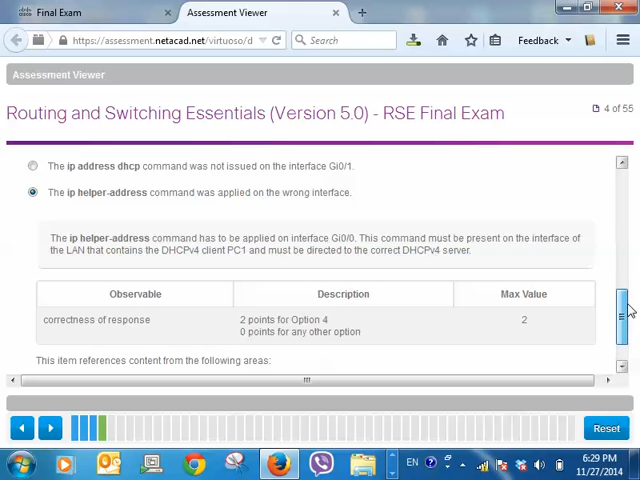 Final Exam
Assessment Viewer
https://assessment.netacad.net/virtuoso/d
Search
Feedback
Assessment Viewer
Routing and Switching Essentials (Version 5.0) - RSE Final Exam
4 of 55
The ip address dhcp command was not issued on the interface Gi0/1.
The ip helper-address command was applied on the wrong interface.
The ip helper-address command has to be applied on interface Gi0/0. This command must be present on the interface of
the LAN that contains the DHCPv4 client PC1 and must be directed to the correct DHCPv4 server.
Observable Description Max Value
correctness of response 2 points for Option 4 2
0 points for any other option
This item references content from the following areas:
Reset
EN
6:29 PM
11/27/2014